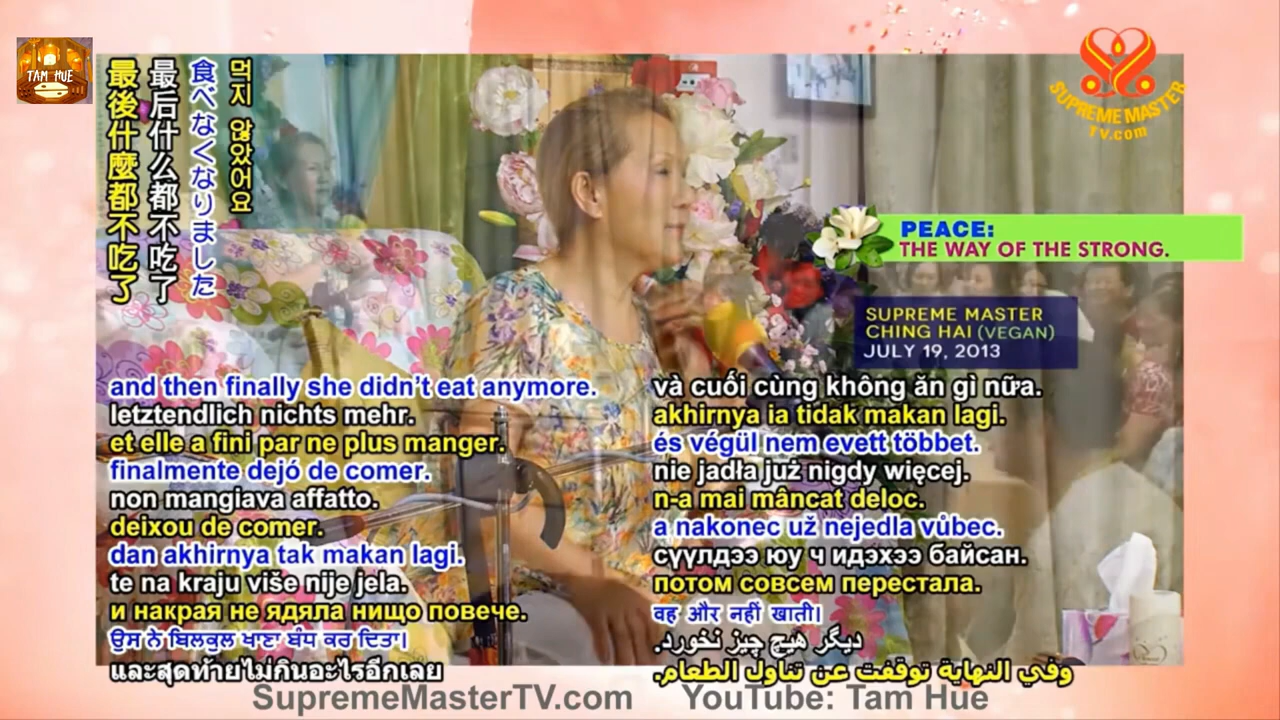 TAM HUE
最後什麼都不吃了
最后什么都不吃了
食べなくなりました
먹지 않았어요
SUPREME MASTER
TV.com
PEACE:
THE WAY OF THE STRONG.
SUPREME MASTER
CHING HAI (VEGAN)
JULY 19, 2013
and then finally she didn't eat anymore.
letztendlich nichts mehr.
et elle a fini par ne plus manger.
finalmente dejó de comer.
non mangiava affatto.
deixou de comer.
dan akhirnya tak makan lagi.
te na kraju više nije jela.
и накрая не ядяла нищо повече.
ਉਸ ਨੇ ਬਿਲਕੁਲ ਖਾਣਾ ਬੰਧ ਕਰ ਦਿਤਾ।
และสุดท้ายไม่กินอะไรอีกเลย
và cuối cùng không ăn gì nữa.
akhirnya ia tidak makan lagi.
és végül nem evett többet.
nie jadła już nigdy więcej.
n-a mai mâncat deloc.
a nakonec už nejedla vůbec.
сүүлдээ юу ч идэхээ байсан.
потом совсем перестала.
वह और नहीं खाती।
دیگر هیچ چیز نخورد.
وفي النهاية توقفت عن تناول الطعام.
SupremeMasterTV.com
YouTube: Tam Hue